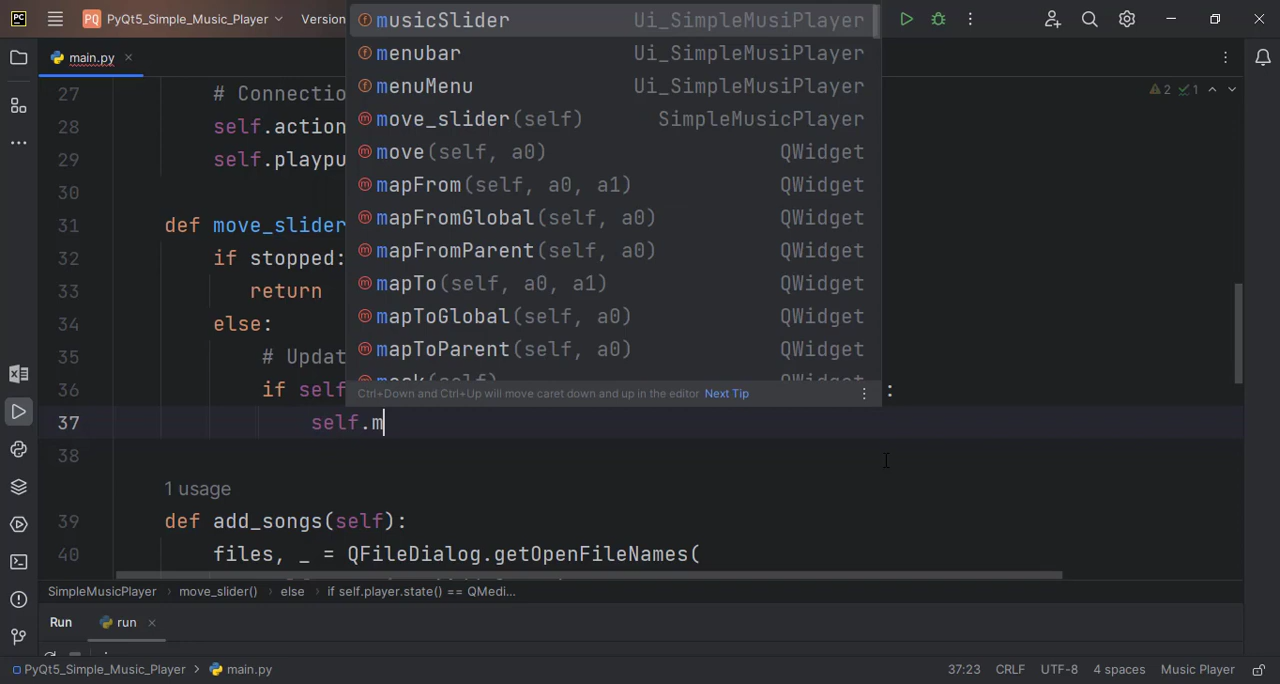 PC PQ PyQt5_Simple_Music_Player Version
main.py
musicSlider Ui_SimpleMusiPlayer
menubar Ui_SimpleMusiPlayer
menuMenu Ui_SimpleMusiPlayer
move_slider(self) SimpleMusicPlayer
move(self, a0) QWidget
mapFrom(self, a0, a1) QWidget
mapFromGlobal(self, a0) QWidget
mapFromParent(self, a0) QWidget
mapTo(self, a0, a1) QWidget
mapToGlobal(self, a0) QWidget
mapToParent(self, a0) QWidget
mask(self) QWidget
Ctrl+Down and Ctrl+Up will move caret down and up in the editor Next Tip
2 1
27 # Connectio
28 self.action
29 self.playpu
30
31 def move_slider
32 if stopped:
33 return
34 else:
35 # Updat
36 if self :
37 self.m
38
1 usage
39 def add_songs(self):
40 files, _ = QFileDialog.getOpenFileNames(
SimpleMusicPlayer › move_slider() › else › if self.player.state() == QMedi...
Run run
PyQt5_Simple_Music_Player › main.py 37:23 CRLF UTF-8 4 spaces Music Player